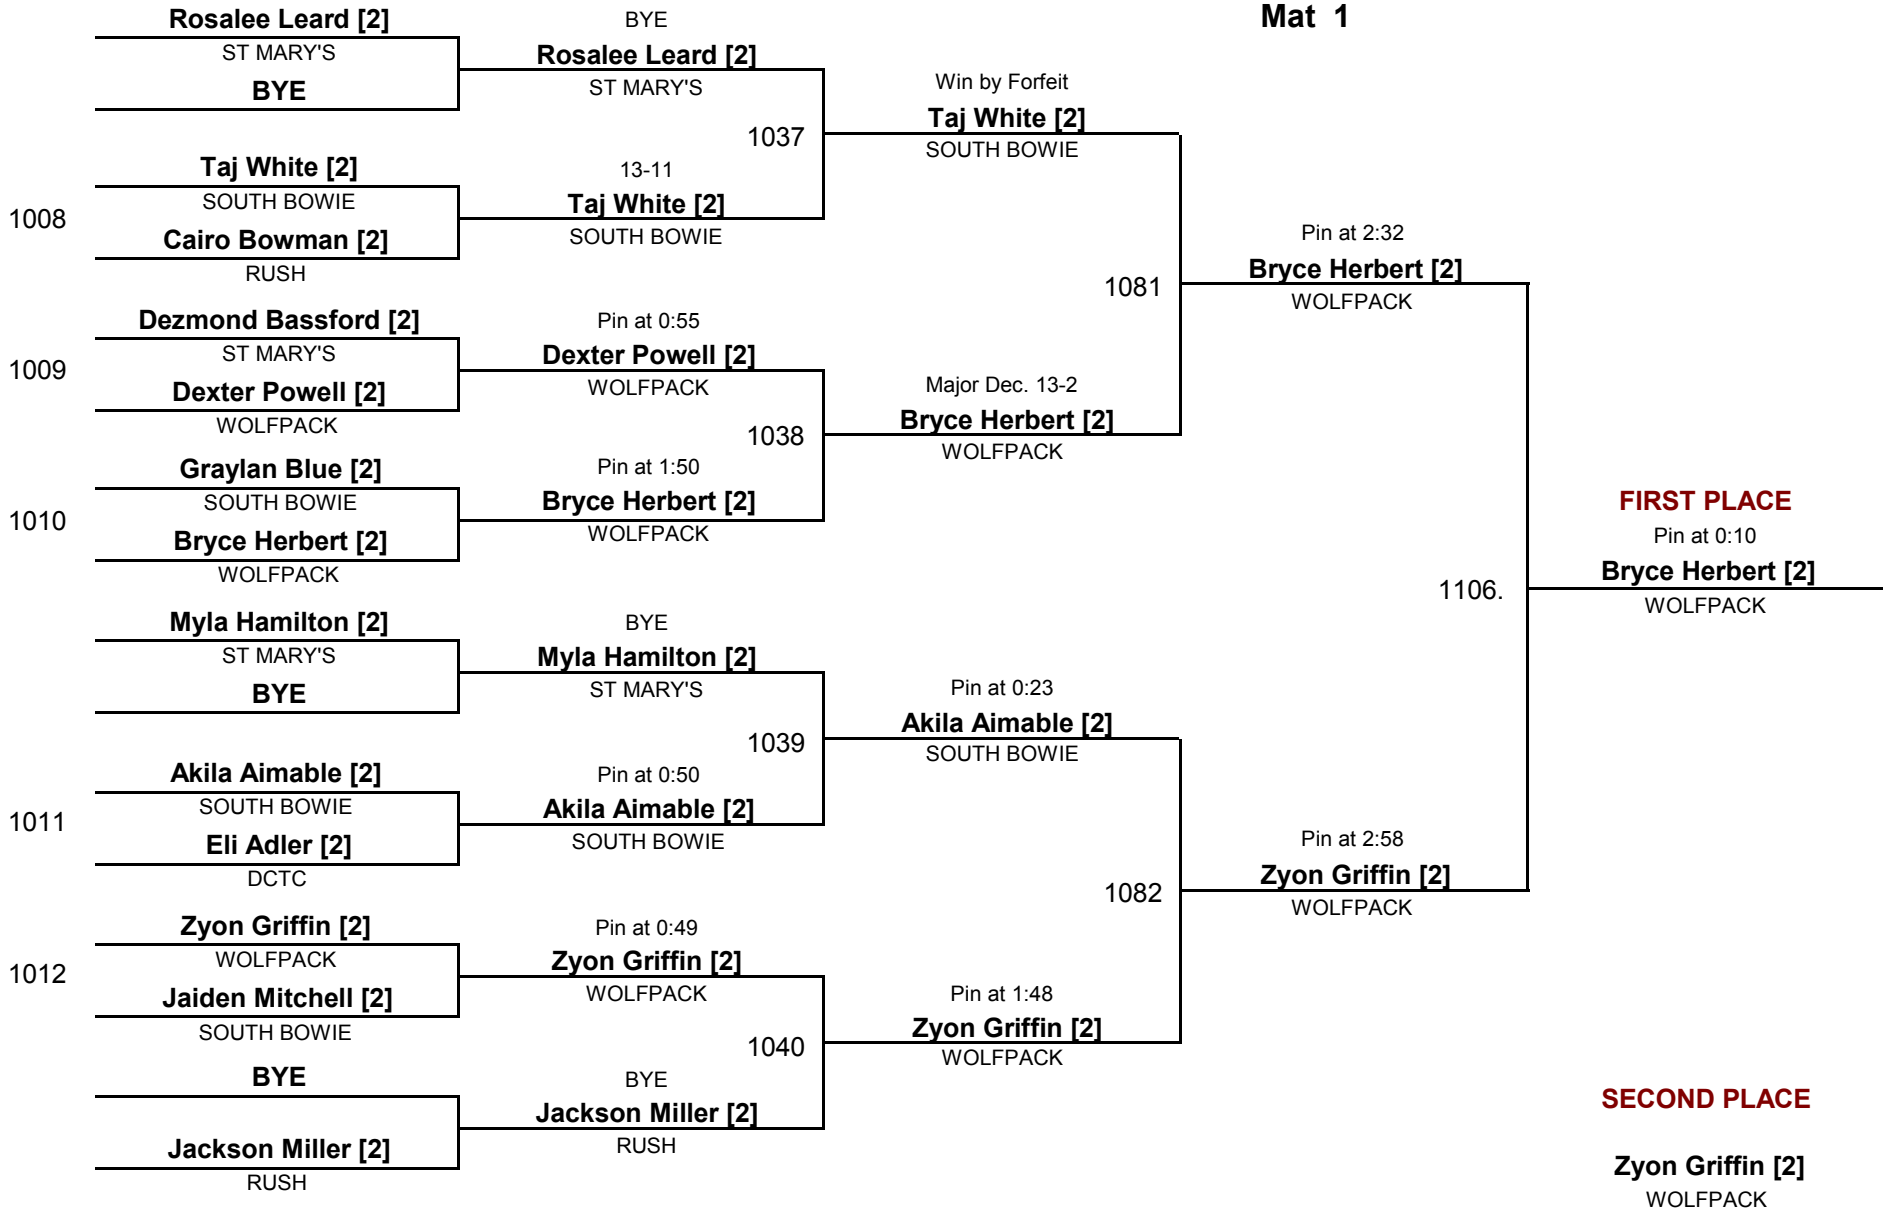 Mat 1
Rosalee Leard [2]
ST MARY'S
BYE
1008
Taj White [2]
SOUTH BOWIE
Cairo Bowman [2]
RUSH
1009
Dezmond Bassford [2]
ST MARY'S
Dexter Powell [2]
WOLFPACK
1010
Graylan Blue [2]
SOUTH BOWIE
Bryce Herbert [2]
WOLFPACK
Myla Hamilton [2]
ST MARY'S
BYE
1011
Akila Aimable [2]
SOUTH BOWIE
Eli Adler [2]
DCTC
1012
Zyon Griffin [2]
WOLFPACK
Jaiden Mitchell [2]
SOUTH BOWIE
BYE
Jackson Miller [2]
RUSH
BYE
Rosalee Leard [2]
ST MARY'S
1037
13-11
Taj White [2]
SOUTH BOWIE
Pin at 0:55
Dexter Powell [2]
WOLFPACK
1038
Pin at 1:50
Bryce Herbert [2]
WOLFPACK
BYE
Myla Hamilton [2]
ST MARY'S
1039
Pin at 0:50
Akila Aimable [2]
SOUTH BOWIE
Pin at 0:49
Zyon Griffin [2]
WOLFPACK
1040
BYE
Jackson Miller [2]
RUSH
Win by Forfeit
Taj White [2]
SOUTH BOWIE
1081
Major Dec. 13-2
Bryce Herbert [2]
WOLFPACK
Pin at 0:23
Akila Aimable [2]
SOUTH BOWIE
1082
Pin at 1:48
Zyon Griffin [2]
WOLFPACK
Pin at 2:32
Bryce Herbert [2]
WOLFPACK
1106.
Pin at 2:58
Zyon Griffin [2]
WOLFPACK
FIRST PLACE
Pin at 0:10
Bryce Herbert [2]
WOLFPACK
SECOND PLACE
Zyon Griffin [2]
WOLFPACK